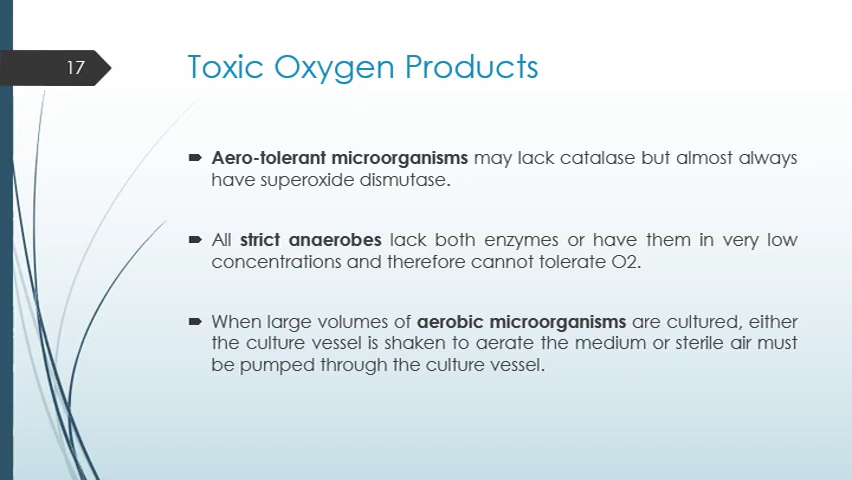 17
Toxic Oxygen Products
Aero-tolerant microorganisms may lack catalase but almost always
have superoxide dismutase.
All strict anaerobes lack both enzymes or have them in very low
concentrations and therefore cannot tolerate O2.
When large volumes of aerobic microorganisms are cultured, either
the culture vessel is shaken to aerate the medium or sterile air must
be pumped through the culture vessel.